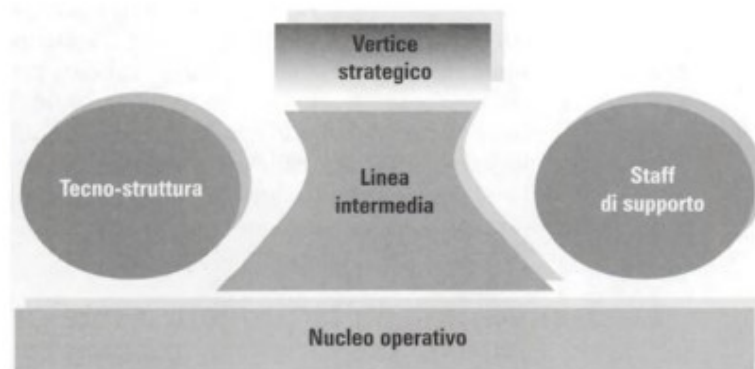 Vertice
strategico
Tecno-struttura
Linea
intermedia
Staff
di supporto
Nucleo operativo